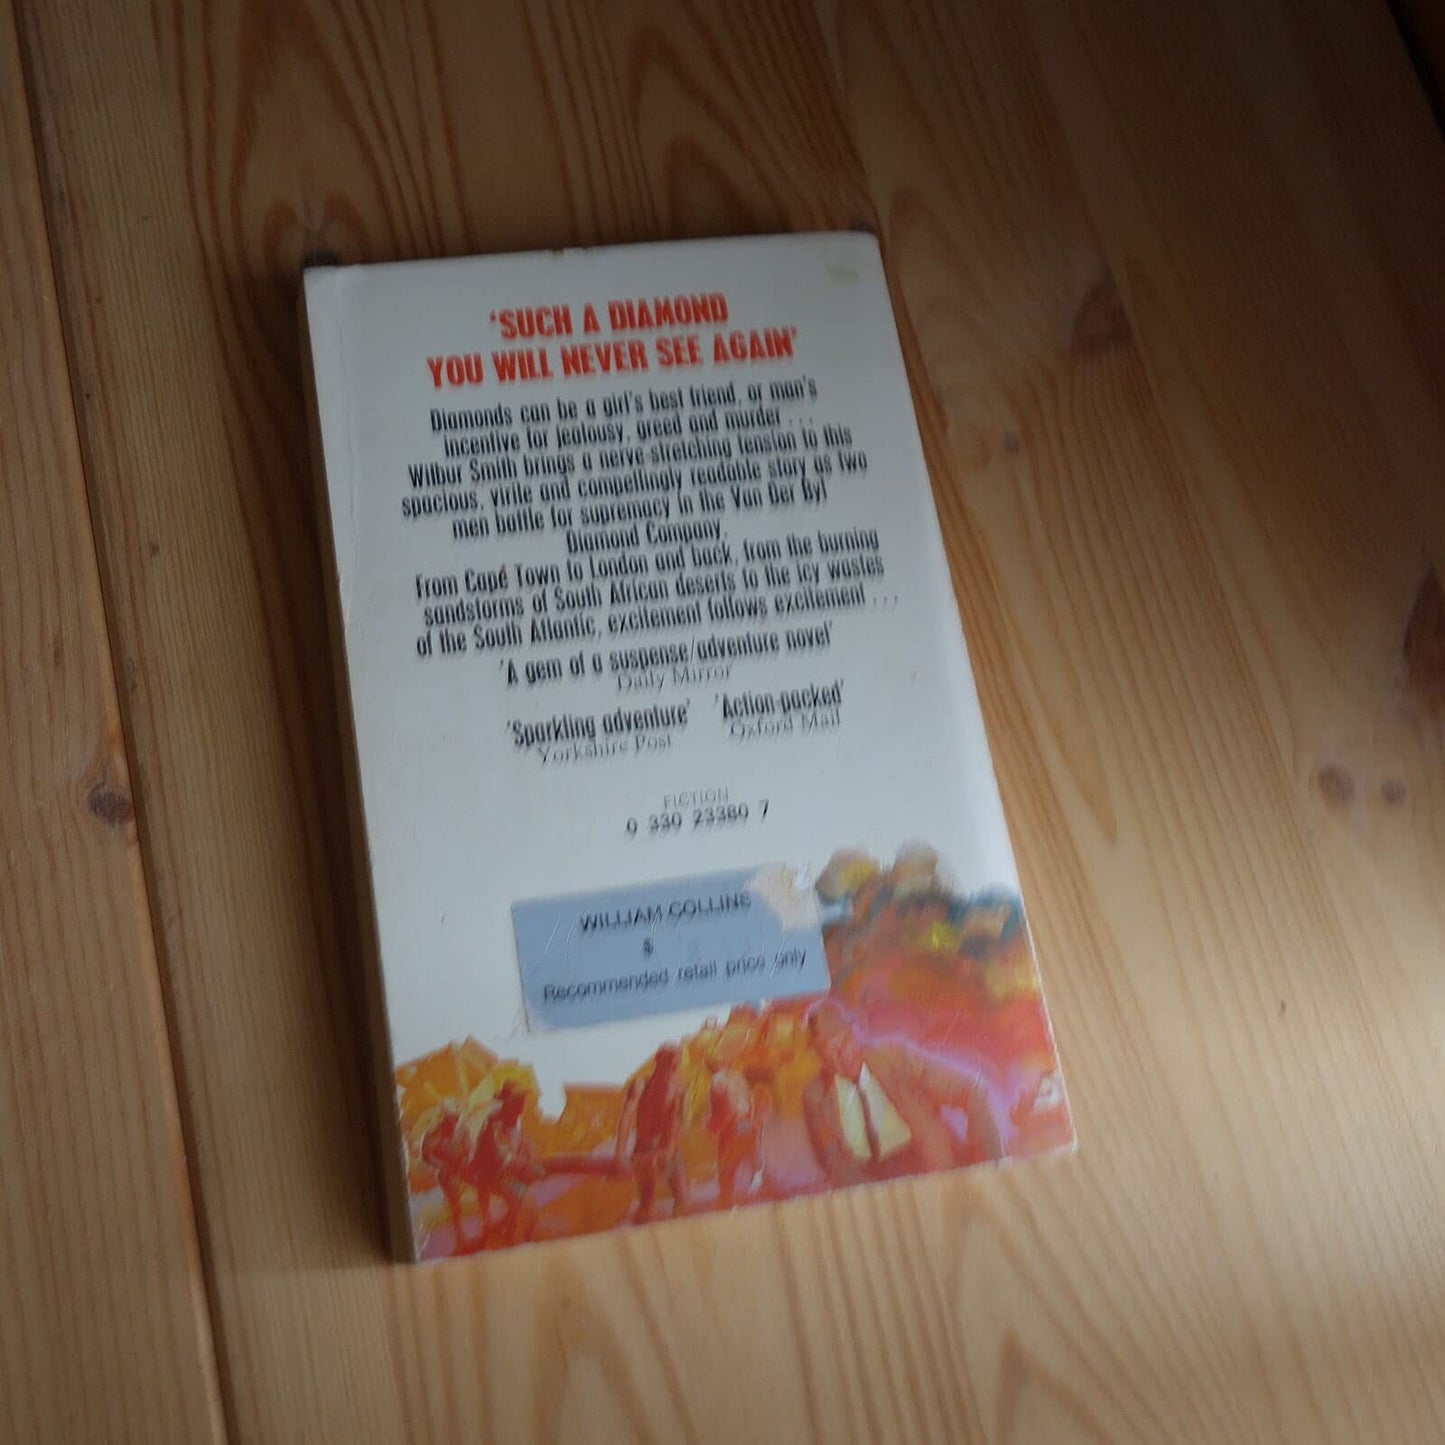 ‘SUCH A DIAMOND
YOU WILL NEVER SEE AGAIN’
Diamonds can be a girl's best friend, or man's
incentive for jealousy, greed and murder . . .
Wilbur Smith brings a nerve-stretching tension to this
spacious, virile and compellingly readable story as two
men battle for supremacy in the Van Der Byl
Diamond Company.
From Cape Town to London and back, from the burning
sandstorms of South African deserts to the icy wastes
of the South Atlantic, excitement follows excitement . . .
‘A gem of a suspense/adventure novel’
Daily Mirror
‘Sparkling adventure’ ‘Action-packed’
Yorkshire Post Oxford Mail
FICTION
0 330 23380 7
WILLIAM COLLINS
$
Recommended retail price only